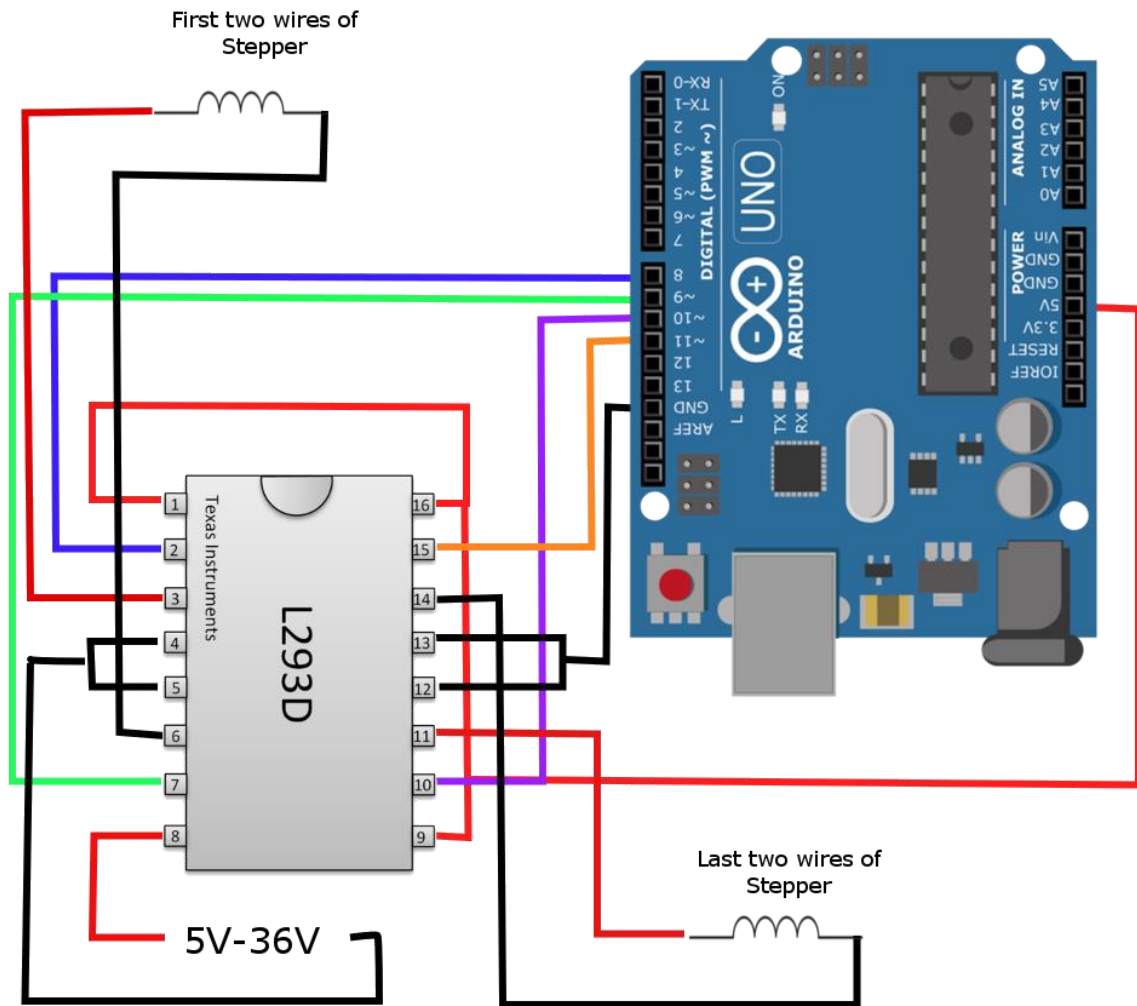 First two wires of
Stepper
RX-0
TX-1
2
~3
4
~5
~6
7
8
~9
~10
~11
12
13
GND
AREF
DIGITAL (PWM ~)
ON
UNO
ARDUINO
L
TX
RX
A5
A4
A3
A2
A1
A0
ANALOG IN
Vin
GND
GND
5V
3.3V
RESET
IOREF
POWER
1
2
3
4
5
6
7
8
16
15
14
13
12
11
10
9
Texas Instruments
L293D
5V-36V
Last two wires of
Stepper